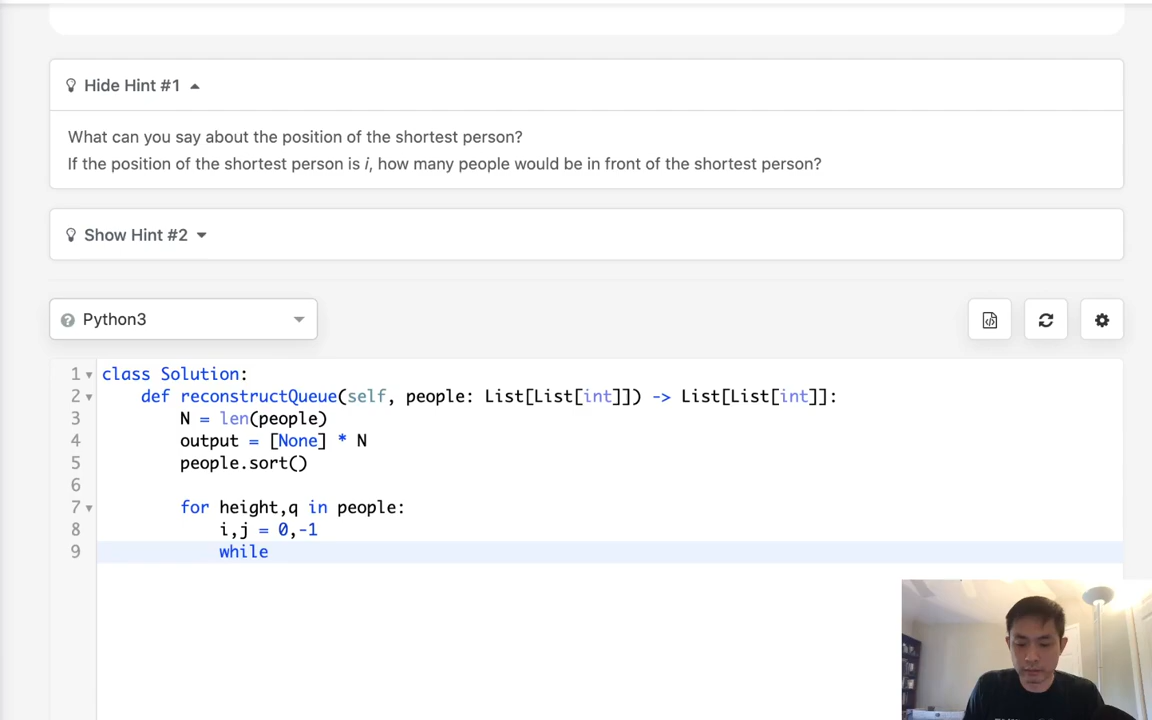 Hide Hint #1
What can you say about the position of the shortest person?
If the position of the shortest person is i, how many people would be in front of the shortest person?
Show Hint #2
Python3
1 class Solution:
2     def reconstructQueue(self, people: List[List[int]]) -> List[List[int]]:
3         N = len(people)
4         output = [None] * N
5         people.sort()
6
7         for height,q in people:
8             i,j = 0,-1
9             while